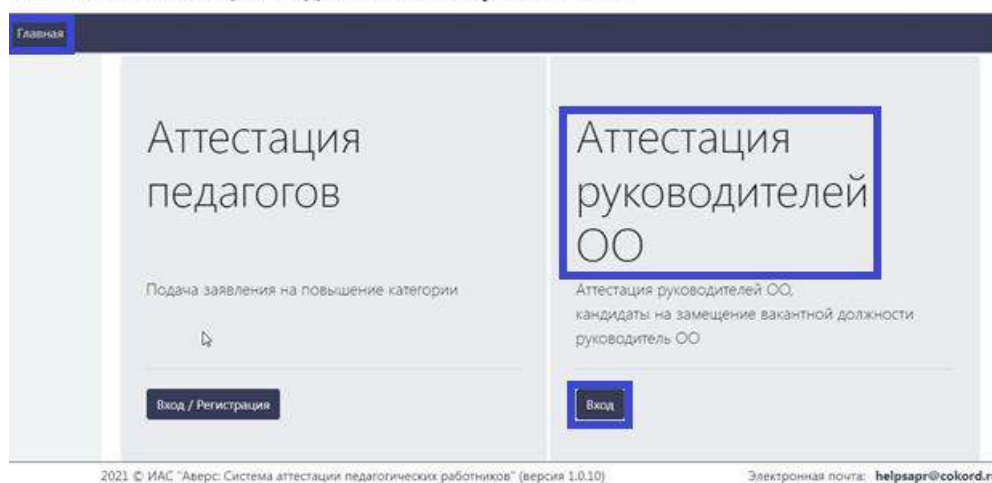 Главная
Аттестация
педагогов
Подача заявления на повышение категории
Вход / Регистрация
Аттестация
руководителей
ОО
Аттестация руководителей ОО,
кандидаты на замещение вакантной должности
руководитель ОО
Вход
2021 © ИАС "Аверс: Система аттестации педагогических работников" (версия 1.0.10)
Электронная почта: helpsapr@cokord.r